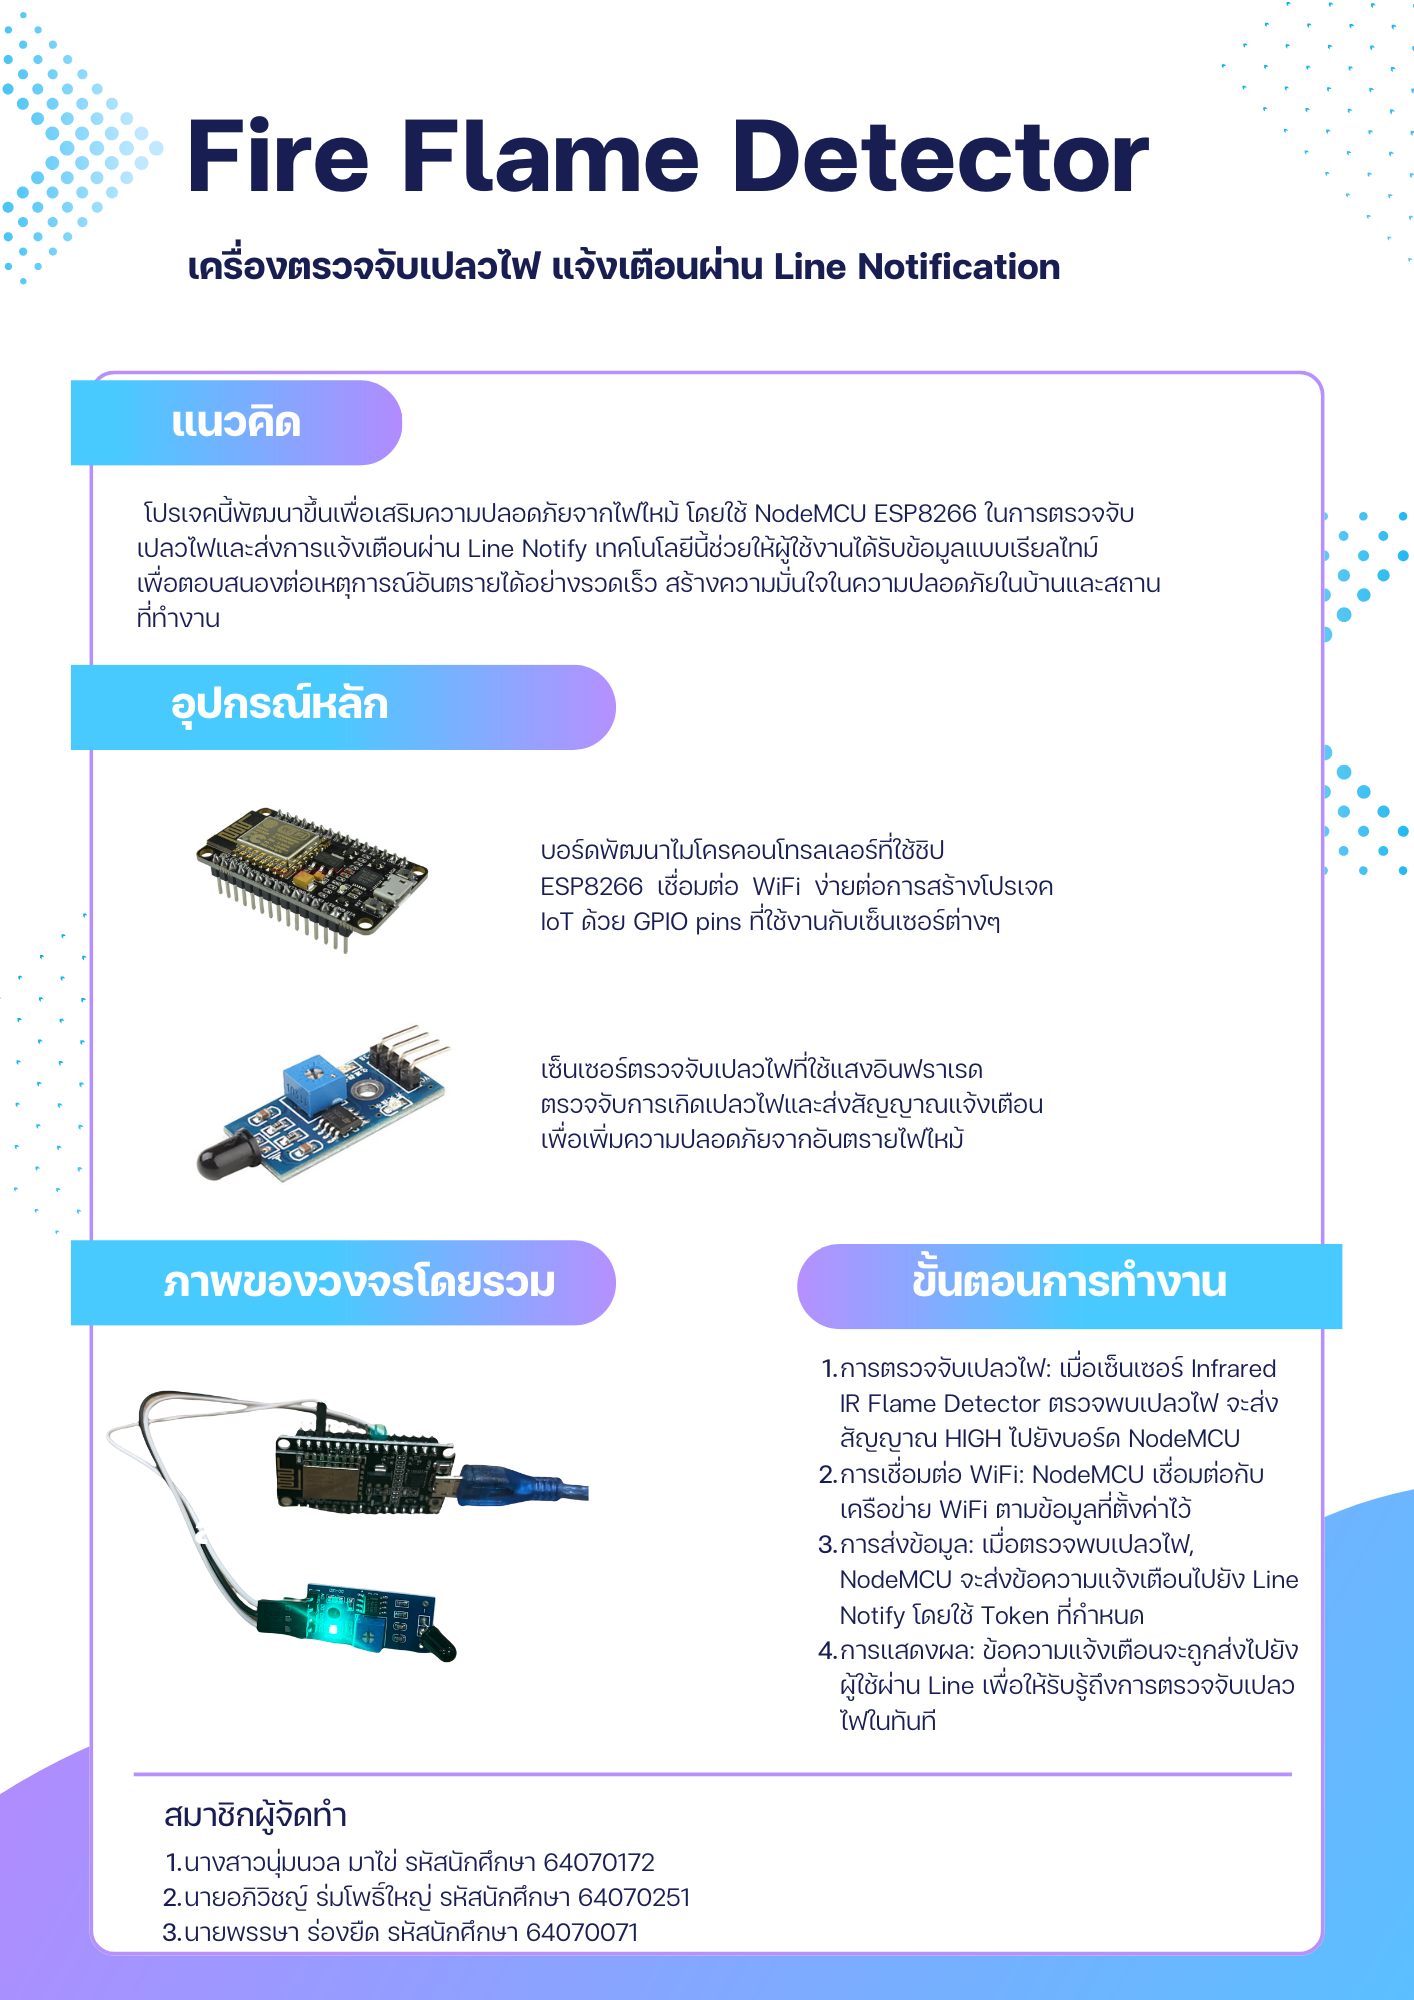 Fire Flame Detector
เครื่องตรวจจับเปลวไฟ แจ้งเตือนผ่าน Line Notification
แนวคิด
โปรเจคนี้พัฒนาขึ้นเพื่อเสริมความปลอดภัยจากไฟไหม้ โดยใช้ NodeMCU ESP8266 ในการตรวจจับ
เปลวไฟและส่งการแจ้งเตือนผ่าน Line Notify เทคโนโลยีนี้ช่วยให้ผู้ใช้งานได้รับข้อมูลแบบเรียลไทม์
เพื่อตอบสนองต่อเหตุการณ์อันตรายได้อย่างรวดเร็ว สร้างความมั่นใจในความปลอดภัยในบ้านและสถาน
ที่ทำงาน
อุปกรณ์หลัก
บอร์ดพัฒนาไมโครคอนโทรลเลอร์ที่ใช้ชิป
ESP8266 เชื่อมต่อ WiFi ง่ายต่อการสร้างโปรเจค
IoT ด้วย GPIO pins ที่ใช้งานกับเซ็นเซอร์ต่างๆ
เซ็นเซอร์ตรวจจับเปลวไฟที่ใช้แสงอินฟราเรด
ตรวจจับการเกิดเปลวไฟและส่งสัญญาณแจ้งเตือน
เพื่อเพิ่มความปลอดภัยจากอันตรายไฟไหม้
ภาพของวงจรโดยรวม
ขั้นตอนการทำงาน
1.การตรวจจับเปลวไฟ: เมื่อเซ็นเซอร์ Infrared
IR Flame Detector ตรวจพบเปลวไฟ จะส่ง
สัญญาณ HIGH ไปยังบอร์ด NodeMCU
2.การเชื่อมต่อ WiFi: NodeMCU เชื่อมต่อกับ
เครือข่าย WiFi ตามข้อมูลที่ตั้งค่าไว้
3.การส่งข้อมูล: เมื่อตรวจพบเปลวไฟ,
NodeMCU จะส่งข้อความแจ้งเตือนไปยัง Line
Notify โดยใช้ Token ที่กำหนด
4.การแสดงผล: ข้อความแจ้งเตือนจะถูกส่งไปยัง
ผู้ใช้ผ่าน Line เพื่อให้รับรู้ถึงการตรวจจับเปลว
ไฟในทันที
สมาชิกผู้จัดทำ
1.นางสาวนุ่มนวล มาไข่ รหัสนักศึกษา 64070172
2.นายอภิวิชญ์ ร่มโพธิ์ใหญ่ รหัสนักศึกษา 64070251
3.นายพรรษา ร่องยืด รหัสนักศึกษา 64070071